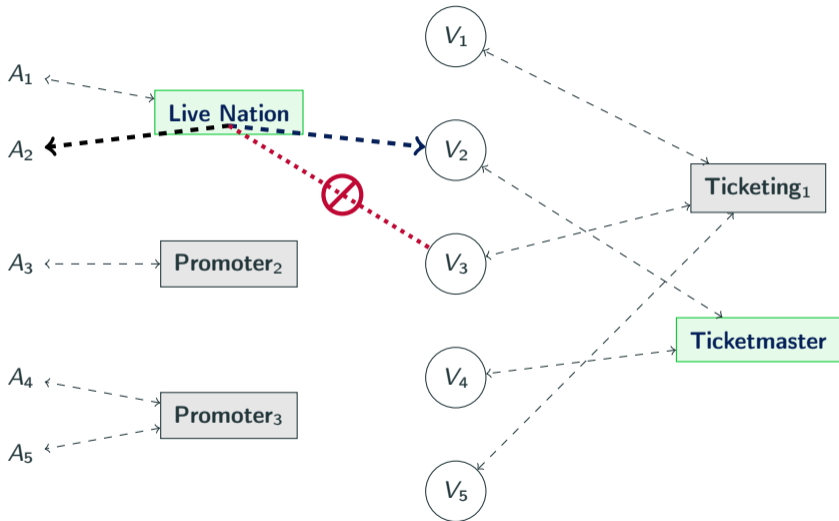 V₁
A₁
Live Nation
A₂
V₂
Ticketing₁
A₃
Promoter₂
V₃
Ticketmaster
A₄
V₄
Promoter₃
A₅
V₅